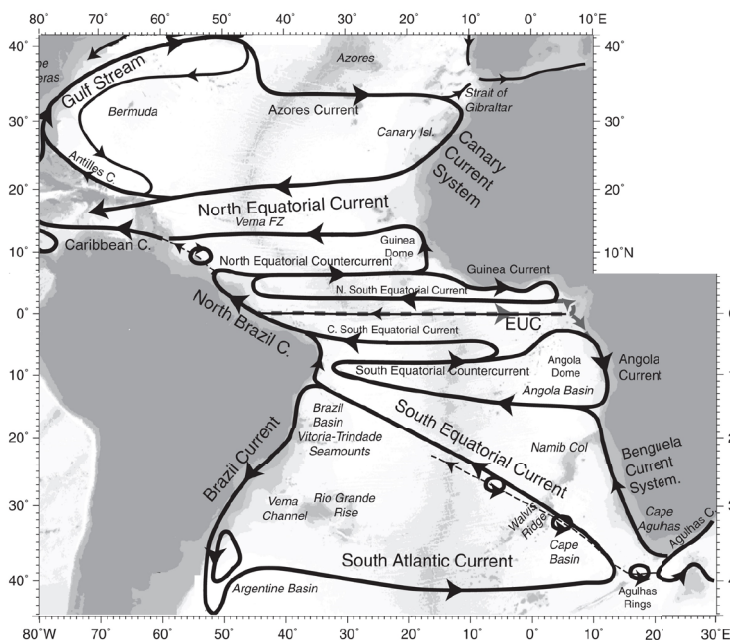 70° 60° 50° 40° 30° 20° 10° 0° 10°E
40° 40°
Azores
eras
Gulf Stream
Strait of
Gibraltar
Bermuda
Azores Current
30° 30°
Canary Isl.
Canary
Current
System
Antilles C.
20° 20°
North Equatorial Current
Vema FZ
Caribbean C.
Guinea
Dome
10° 10°N
North Equatorial Countercurrent
Guinea Current
N. South Equatorial Current
North Brazil C.
0° 0
EUC
C. South Equatorial Current
South Equatorial Countercurrent
Angola
Dome
Angola
Current
10°
Angola Basin
Brazil
Basin
Vitoria-Trindade
Seamounts
South Equatorial Current
Brazil Current
20°
Namib Col
Benguela
Current
System.
Vema
Channel
Rio Grande
Rise
30°
Walvis
Ridge
Cape
Aguhas
Agulhas C.
Cape
Basin
South Atlantic Current
40°
Argentine Basin
Agulhas
Rings
80°W 70° 60° 50° 40° 30° 20° 10° 0° 10° 20° 30°E